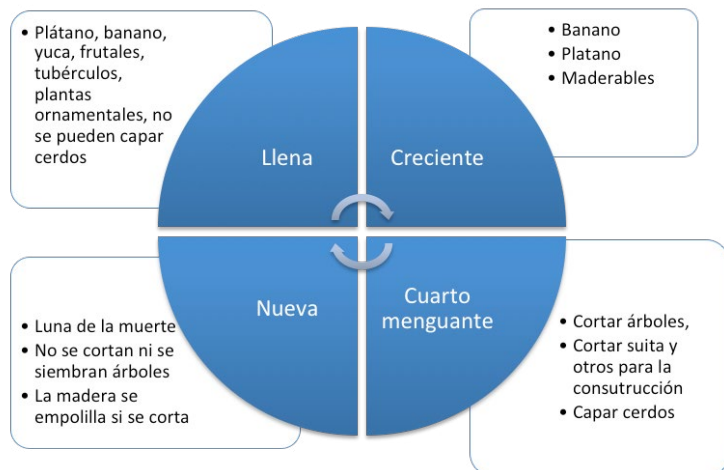 • Plátano, banano,
yuca, frutales,
tubérculos,
plantas
ornamentales, no
se pueden capar
cerdos
Llena
Creciente
• Banano
• Platano
• Maderables
• Luna de la muerte
• No se cortan ni se
siembran árboles
• La madera se
empolilla si se corta
Nueva
Cuarto
menguante
• Cortar árboles,
• Cortar suita y
otros para la
consutrucción
• Capar cerdos